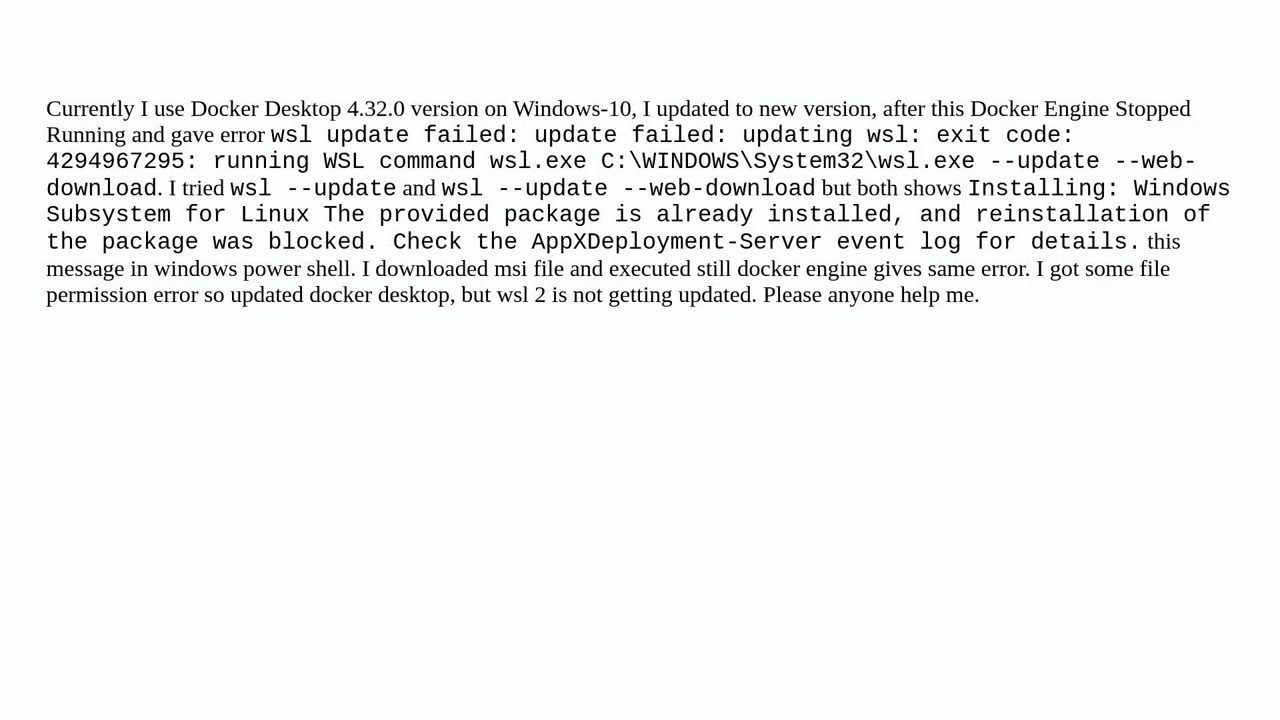 Currently I use Docker Desktop 4.32.0 version on Windows-10, I updated to new version, after this Docker Engine Stopped
Running and gave error wsl update failed: update failed: updating wsl: exit code:
4294967295: running WSL command wsl.exe C:\WINDOWS\System32\wsl.exe --update --web-
download. I tried wsl --update and wsl --update --web-download but both shows Installing: Windows
Subsystem for Linux The provided package is already installed, and reinstallation of
the package was blocked. Check the AppXDeployment-Server event log for details. this
message in windows power shell. I downloaded msi file and executed still docker engine gives same error. I got some file
permission error so updated docker desktop, but wsl 2 is not getting updated. Please anyone help me.